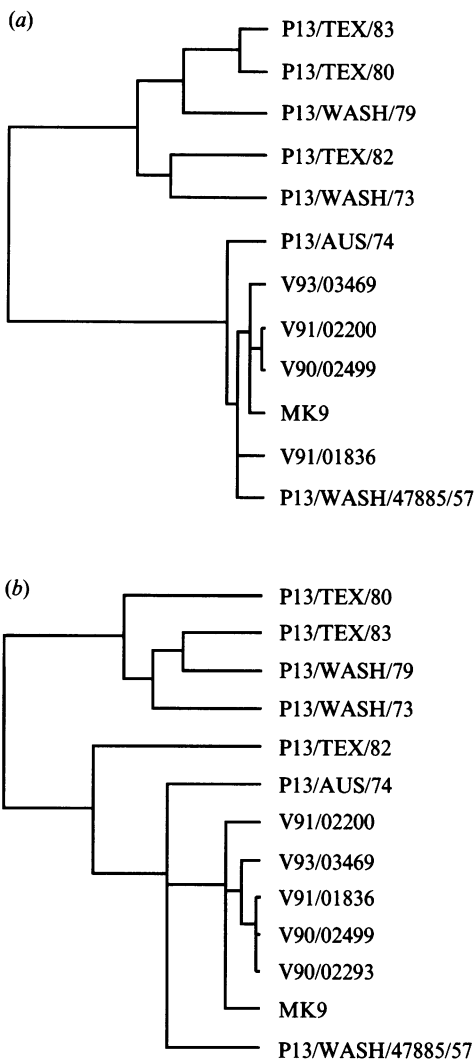 (a)
P13/TEX/83
P13/TEX/80
P13/WASH/79
P13/TEX/82
P13/WASH/73
P13/AUS/74
V93/03469
V91/02200
V90/02499
MK9
V91/01836
P13/WASH/47885/57
(b)
P13/TEX/80
P13/TEX/83
P13/WASH/79
P13/WASH/73
P13/TEX/82
P13/AUS/74
V91/02200
V93/03469
V91/01836
V90/02499
V90/02293
MK9
P13/WASH/47885/57